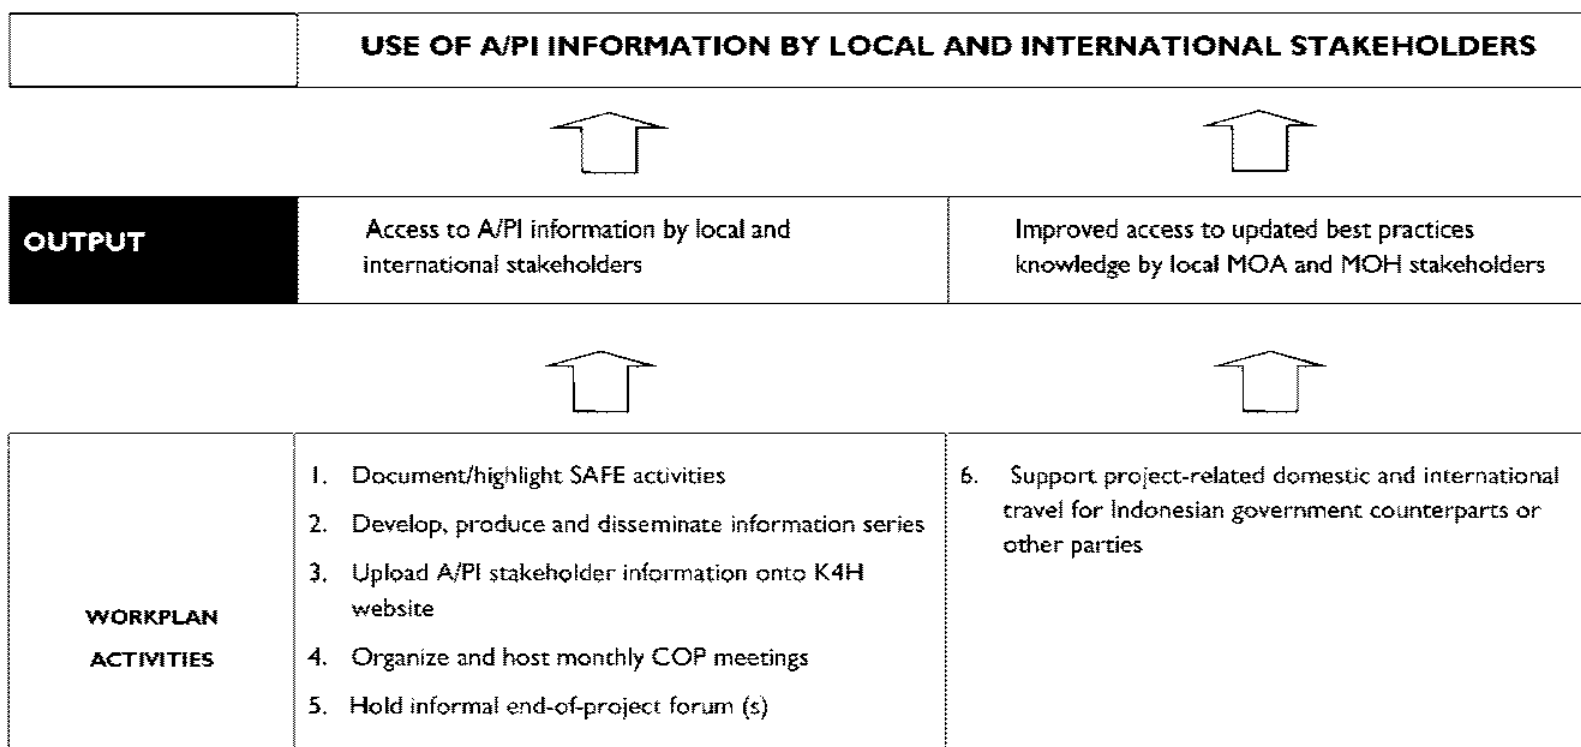 USE OF A/PI INFORMATION BY LOCAL AND INTERNATIONAL STAKEHOLDERS
OUTPUT
Access to A/PI information by local and
international stakeholders
Improved access to updated best practices
knowledge by local MOA and MOH stakeholders
WORKPLAN
ACTIVITIES
1. Document/highlight SAFE activities
2. Develop, produce and disseminate information series
3. Upload A/PI stakeholder information onto K4H
website
4. Organize and host monthly COP meetings
5. Hold informal end-of-project forum (s)
6. Support project-related domestic and international
travel for Indonesian government counterparts or
other parties